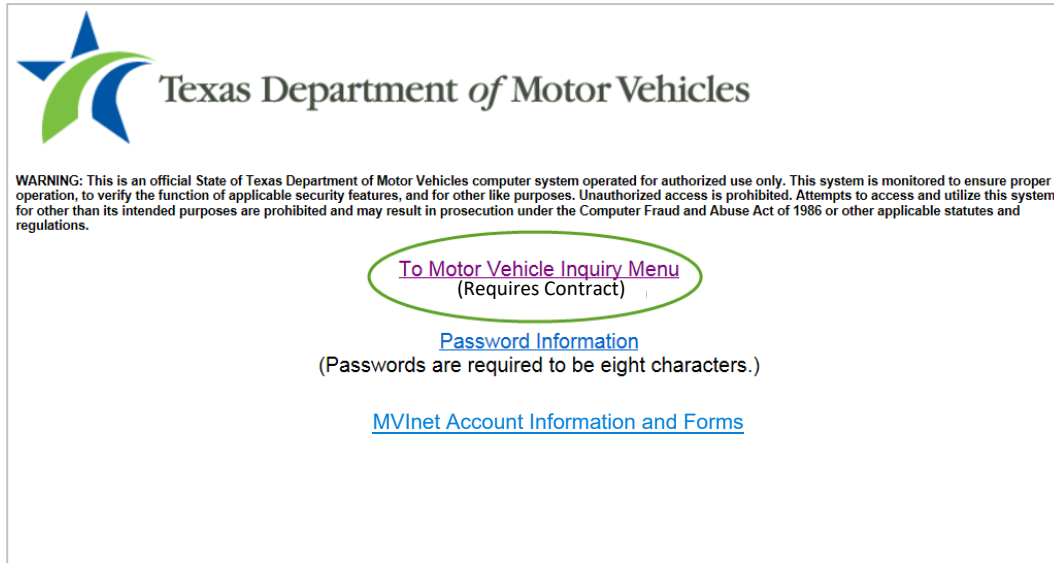 Texas Department of Motor Vehicles
WARNING: This is an official State of Texas Department of Motor Vehicles computer system operated for authorized use only. This system is monitored to ensure proper
operation, to verify the function of applicable security features, and for other like purposes. Unauthorized access is prohibited. Attempts to access and utilize this system
for other than its intended purposes are prohibited and may result in prosecution under the Computer Fraud and Abuse Act of 1986 or other applicable statutes and
regulations.
To Motor Vehicle Inquiry Menu
(Requires Contract)
Password Information
(Passwords are required to be eight characters.)
MVInet Account Information and Forms